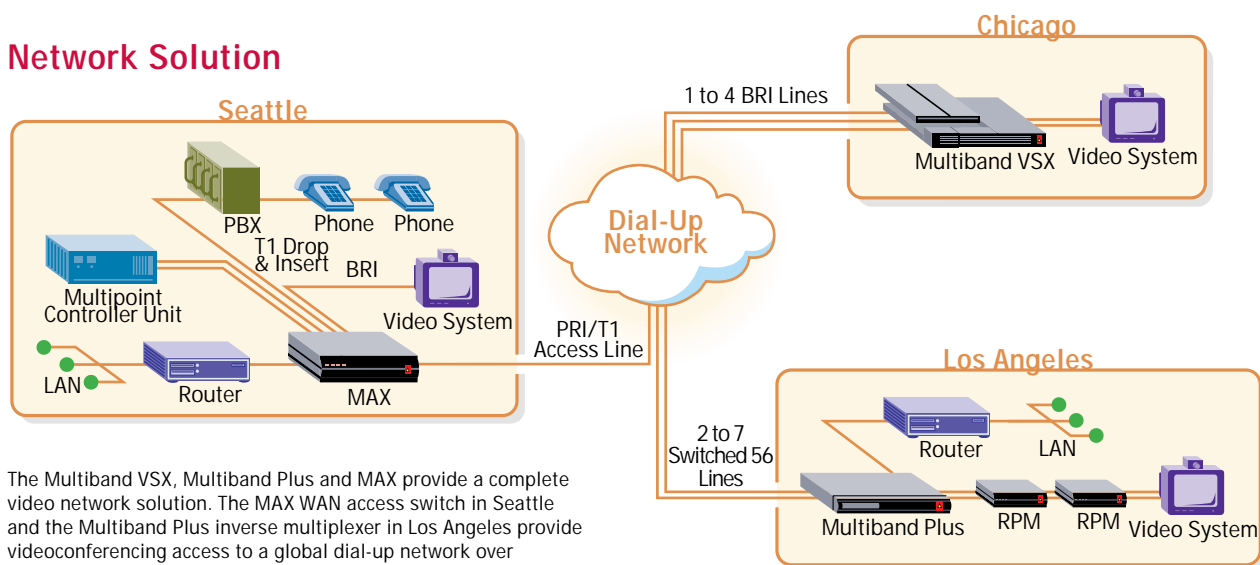 Network Solution
Seattle
PBX
Phone
Phone
T1 Drop
& Insert
BRI
Multipoint
Controller Unit
Video System
LAN
Router
MAX
PRI/T1
Access Line
Dial-Up
Network
1 to 4 BRI Lines
Chicago
Multiband VSX
Video System
2 to 7
Switched 56
Lines
Los Angeles
Router
LAN
Multiband Plus
RPM
RPM
Video System
The Multiband VSX, Multiband Plus and MAX provide a complete
video network solution. The MAX WAN access switch in Seattle
and the Multiband Plus inverse multiplexer in Los Angeles provide
videoconferencing access to a global dial-up network over